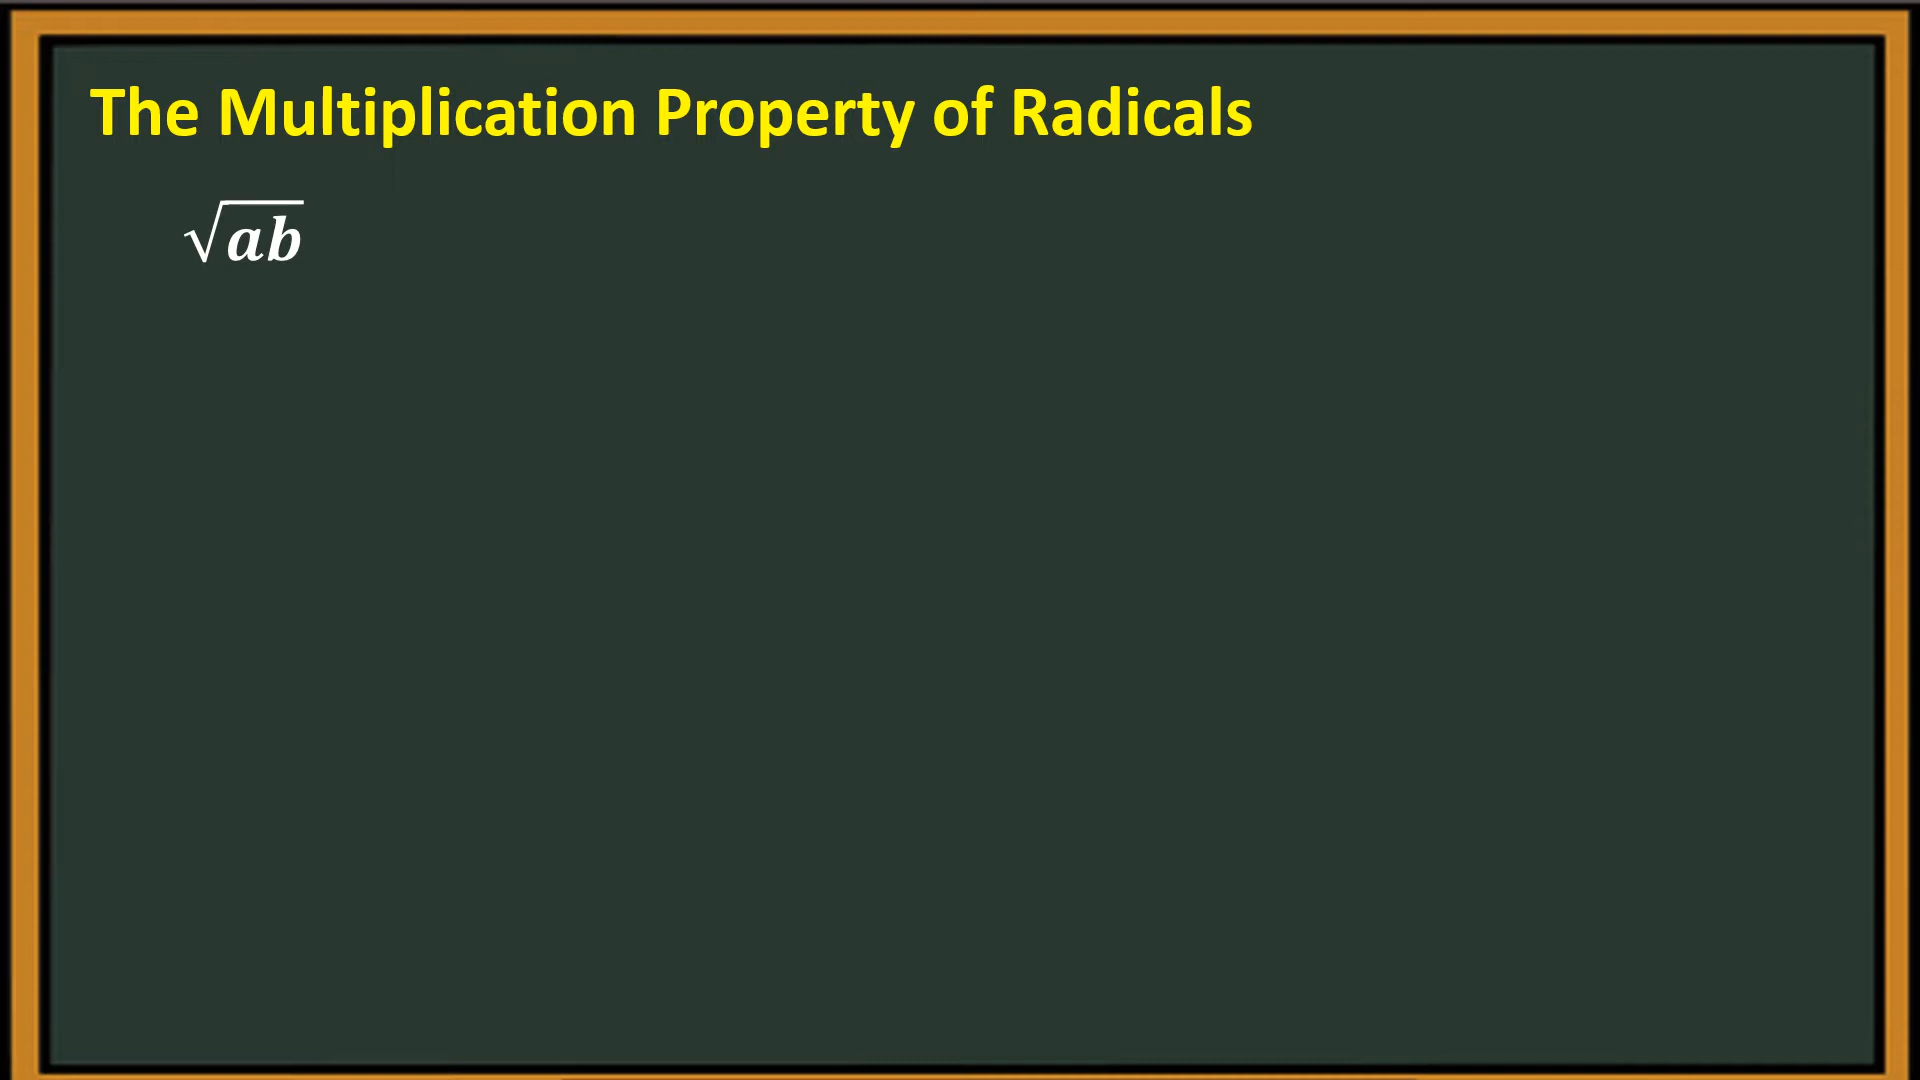 The Multiplication Property of Radicals
√ab